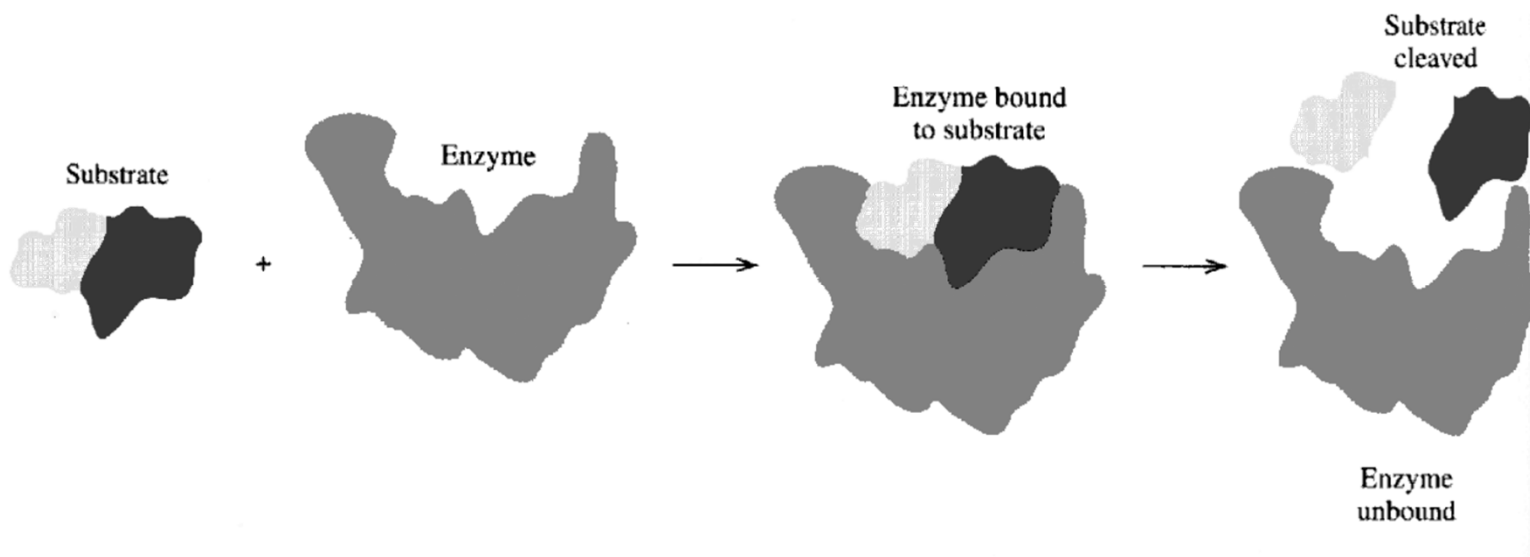 Substrate
+
Enzyme
Enzyme bound
to substrate
Substrate
cleaved
Enzyme
unbound